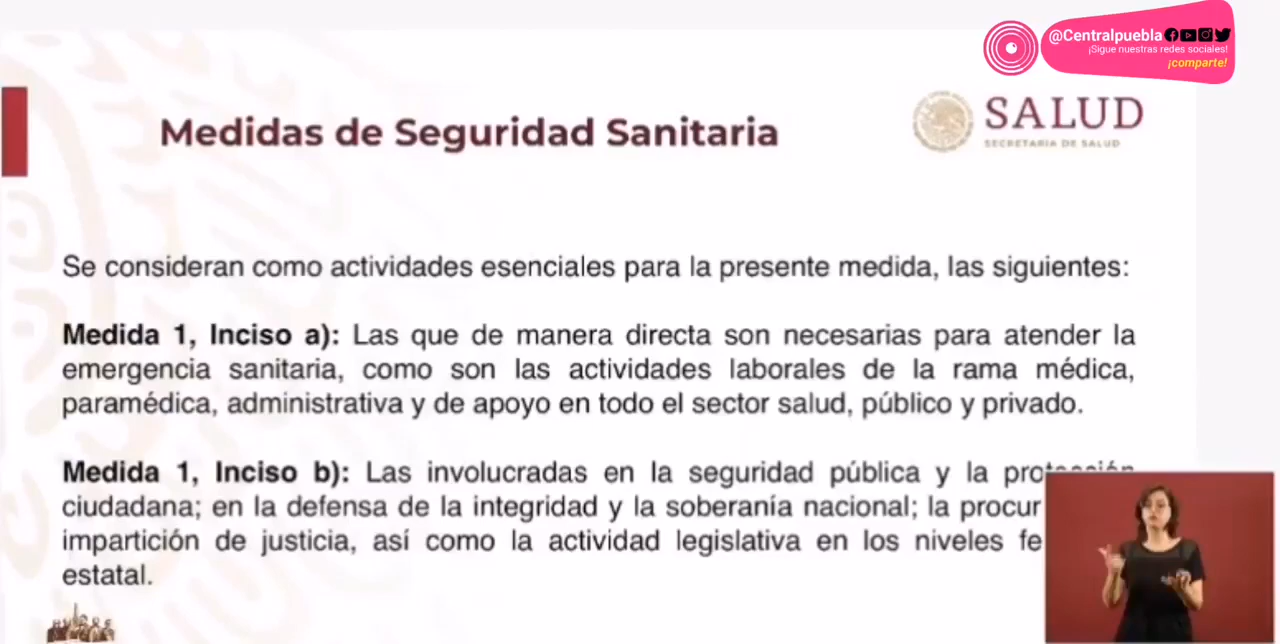 @Centralpuebla
¡Sigue nuestras redes sociales!
¡comparte!
Medidas de Seguridad Sanitaria
SALUD
SECRETARÍA DE SALUD
Se consideran como actividades esenciales para la presente medida, las siguientes:
Medida 1, Inciso a): Las que de manera directa son necesarias para atender la
emergencia sanitaria, como son las actividades laborales de la rama médica,
paramédica, administrativa y de apoyo en todo el sector salud, público y privado.
Medida 1, Inciso b): Las involucradas en la seguridad pública y la protección
ciudadana; en la defensa de la integridad y la soberanía nacional; la procur
impartición de justicia, así como la actividad legislativa en los niveles fe
estatal.